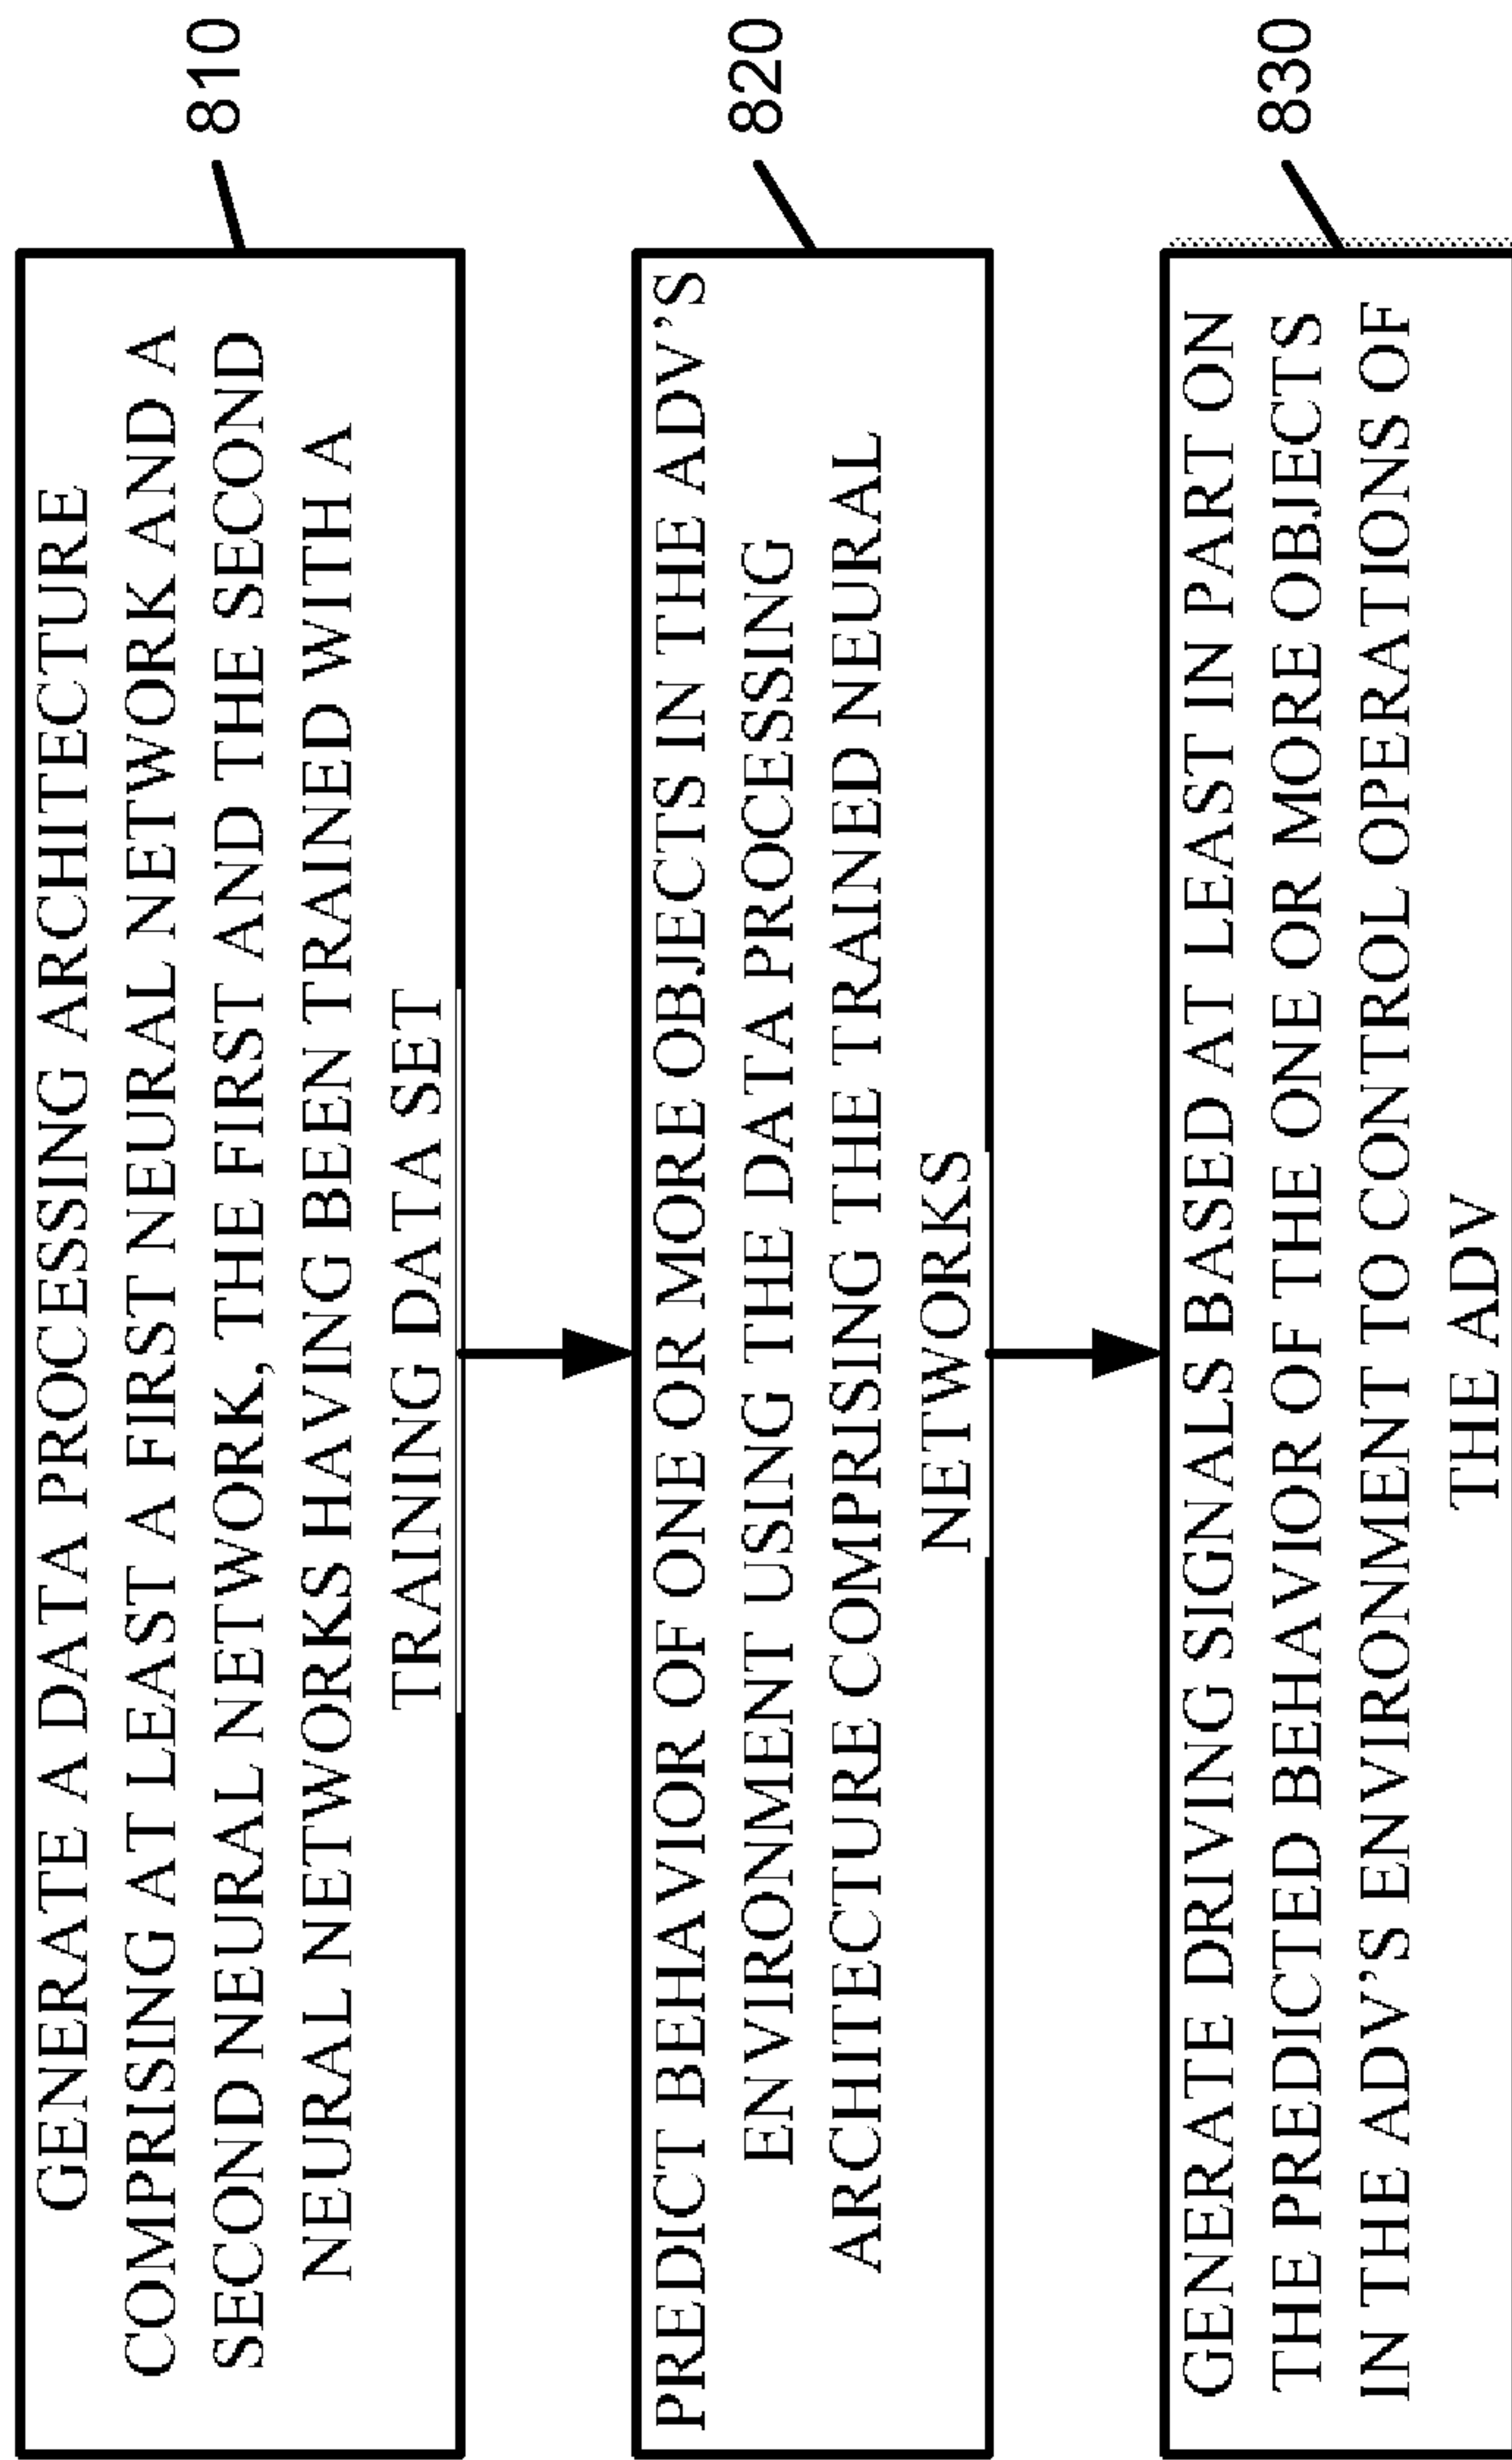 GENERATE A DATA PROCESSING ARCHITECTURE
COMPRISING AT LEAST A FIRST NEURAL NETWORK AND A
SECOND NEURAL NETWORK, THE FIRST AND THE SECOND
NEURAL NETWORKS HAVING BEEN TRAINED WITH A
TRAINING DATA SET
810
PREDICT BEHAVIOR OF ONE OR MORE OBJECTS IN THE ADV'S
ENVIRONMENT USING THE DATA PROCESSING
ARCHITECTURE COMPRISING THE TRAINED NEURAL
NETWORKS
820
GENERATE DRIVING SIGNALS BASED AT LEAST IN PART ON
THE PREDICTED BEHAVIOR OF THE ONE OR MORE OBJECTS
IN THE ADV'S ENVIRONMENT TO CONTROL OPERATIONS OF
THE ADV
830